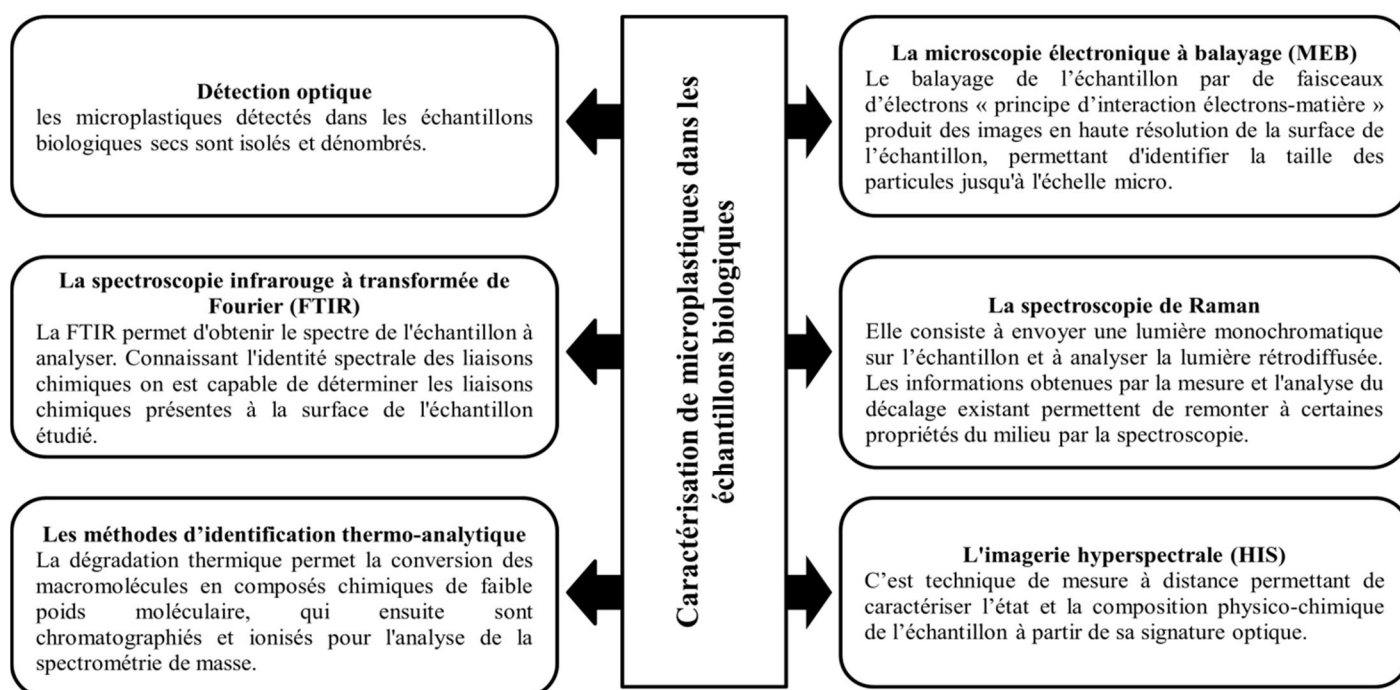 Détection optique
les microplastiques détectés dans les échantillons
biologiques secs sont isolés et dénombrés.
La spectroscopie infrarouge à transformée de
Fourier (FTIR)
La FTIR permet d'obtenir le spectre de l'échantillon à
analyser. Connaissant l'identité spectrale des liaisons
chimiques on est capable de déterminer les liaisons
chimiques présentes à la surface de l'échantillon
étudié.
Les méthodes d’identification thermo-analytique
La dégradation thermique permet la conversion des
macromolécules en composés chimiques de faible
poids moléculaire, qui ensuite sont
chromatographiés et ionisés pour l'analyse de la
spectrométrie de masse.
Caractérisation de microplastiques dans les
échantillons biologiques
La microscopie électronique à balayage (MEB)
Le balayage de l’échantillon par de faisceaux
d’électrons « principe d’interaction électrons-matière »
produit des images en haute résolution de la surface de
l’échantillon, permettant d'identifier la taille des
particules jusqu'à l'échelle micro.
La spectroscopie de Raman
Elle consiste à envoyer une lumière monochromatique
sur l’échantillon et à analyser la lumière rétrodiffusée.
Les informations obtenues par la mesure et l'analyse du
décalage existant permettent de remonter à certaines
propriétés du milieu par la spectroscopie.
L'imagerie hyperspectrale (HIS)
C’est technique de mesure à distance permettant de
caractériser l’état et la composition physico-chimique
de l’échantillon à partir de sa signature optique.